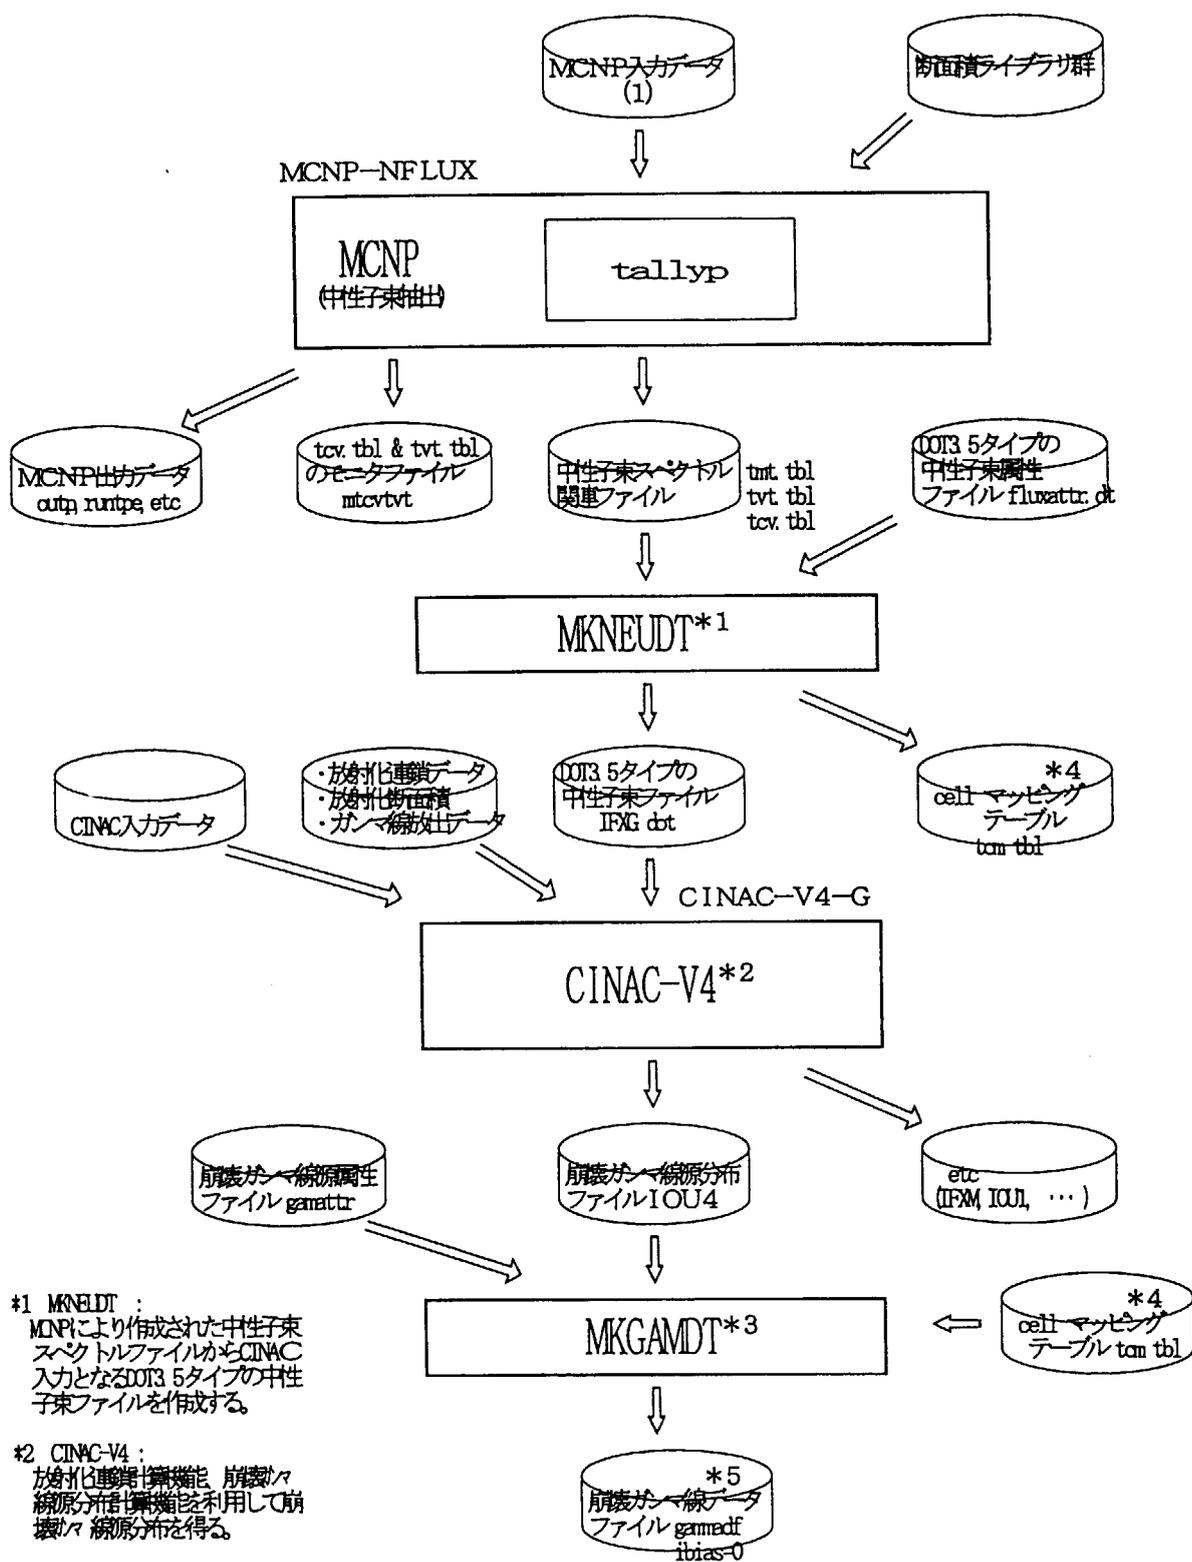 MCNP入力データ
(1)
断面積ライブラリ群
MCNP-NFLUX
MCNP
(中性子束抽出)
tallyp
MCNP出力データ
outp, runtpe, etc
tcv. tbl & tvt. tbl
のモニタファイル
mtcvtvt
中性子束スペクトル
関連ファイル
tmt. tbl
tvt. tbl
tcv. tbl
DOT3. 5タイプの
中性子束属性
ファイル fluxattr. dt
MKNEUDT*1
CINAC入力データ
・放射化連鎖データ
・放射化断面積
・ガンマ線放出データ
DOT3. 5タイプの
中性子束ファイル
IFXG dot
*4
cell マッピング
テーブル
tcm tbl
CINAC-V4-G
CINAC-V4*2
崩壊ガンマ線源属性
ファイル gamattr
崩壊ガンマ線源分布
ファイルIOU4
etc
(IFXM, IOU1, …)
MKGAMDT*3
*4
cell マッピング
テーブル tcm tbl
*5
崩壊ガンマ線データ
ファイル gammadf
ibias=0
*1 MKNEUDT :
MCNPにより作成された中性子束
スペクトルファイルからCINAC
入力となるDOT3. 5タイプの中性
子束ファイルを作成する。
*2 CINAC-V4 :
放射化連鎖計算機能、崩壊ガンマ
線源分布計算機能を利用して崩
壊ガンマ線源分布を得る。